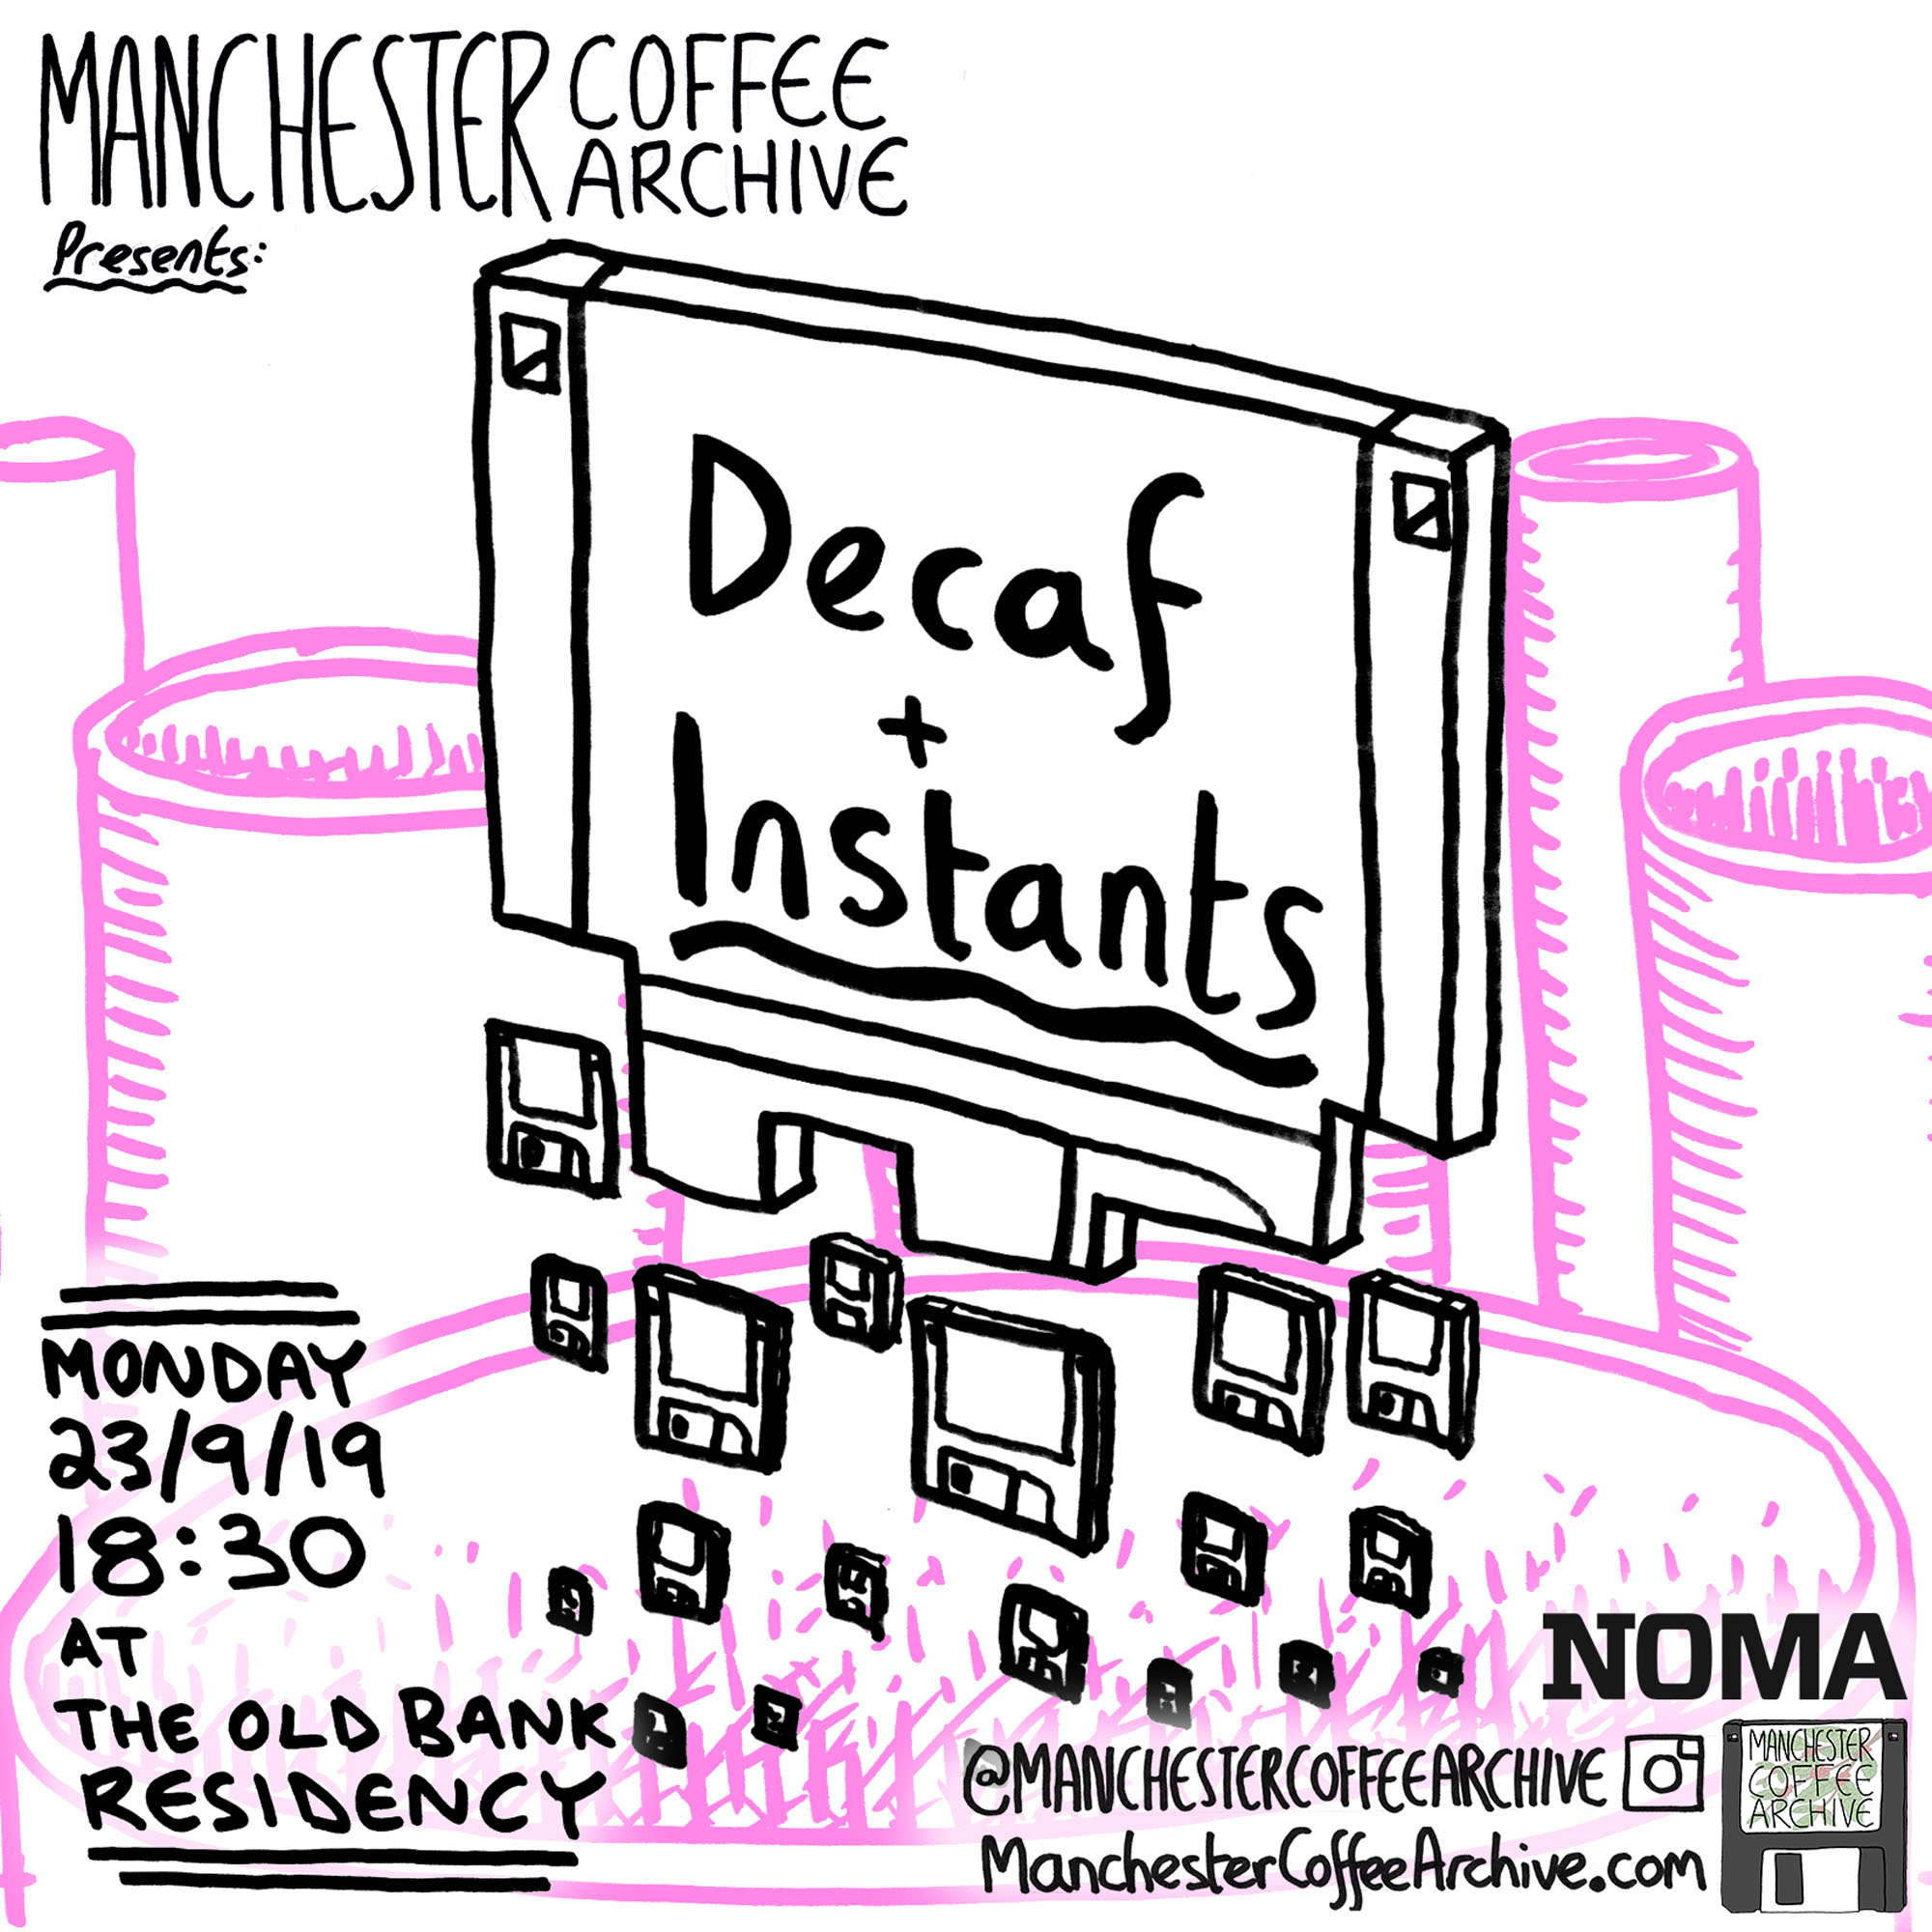 MANCHESTER COFFEE
ARCHIVE
Presents:
Decaf
+
Instants
MONDAY
23/9/19
18:30
AT
THE OLD BANK
RESIDENCY
NOMA
@MANCHESTERCOFFEEARCHIVE
ManchesterCoffeeArchive.com
MANCHESTER
COFFEE
ARCHIVE